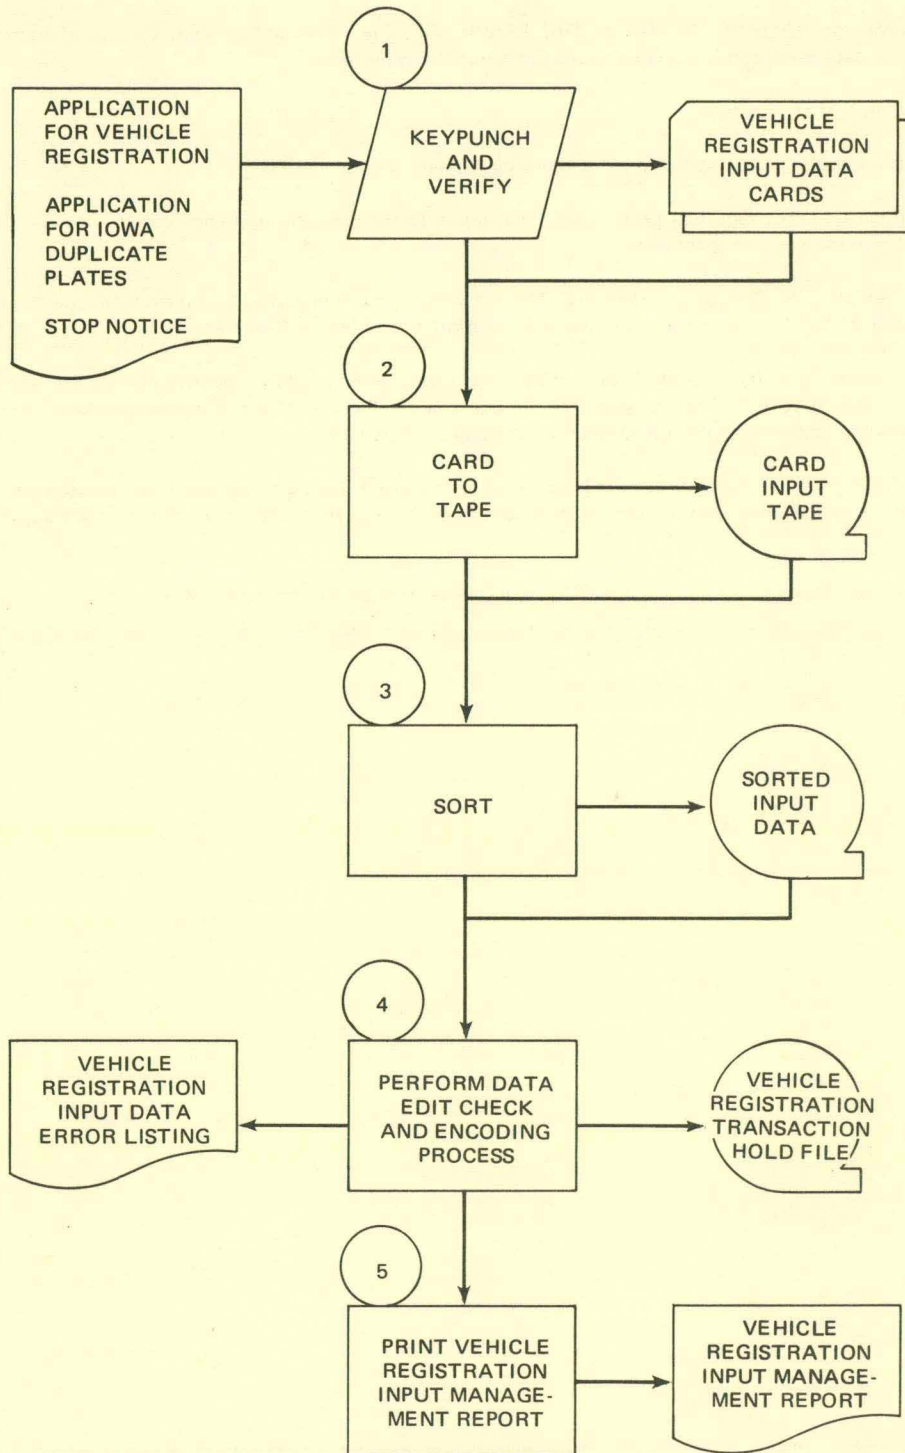 1
APPLICATION
FOR VEHICLE
REGISTRATION
APPLICATION
FOR IOWA
DUPLICATE
PLATES
STOP NOTICE
KEYPUNCH
AND
VERIFY
VEHICLE
REGISTRATION
INPUT DATA
CARDS
2
CARD
TO
TAPE
CARD
INPUT
TAPE
3
SORT
SORTED
INPUT
DATA
4
VEHICLE
REGISTRATION
INPUT DATA
ERROR LISTING
PERFORM DATA
EDIT CHECK
AND ENCODING
PROCESS
VEHICLE
REGISTRATION
TRANSACTION
HOLD FILE
5
PRINT VEHICLE
REGISTRATION
INPUT MANAGE-
MENT REPORT
VEHICLE
REGISTRATION
INPUT MANAGE-
MENT REPORT